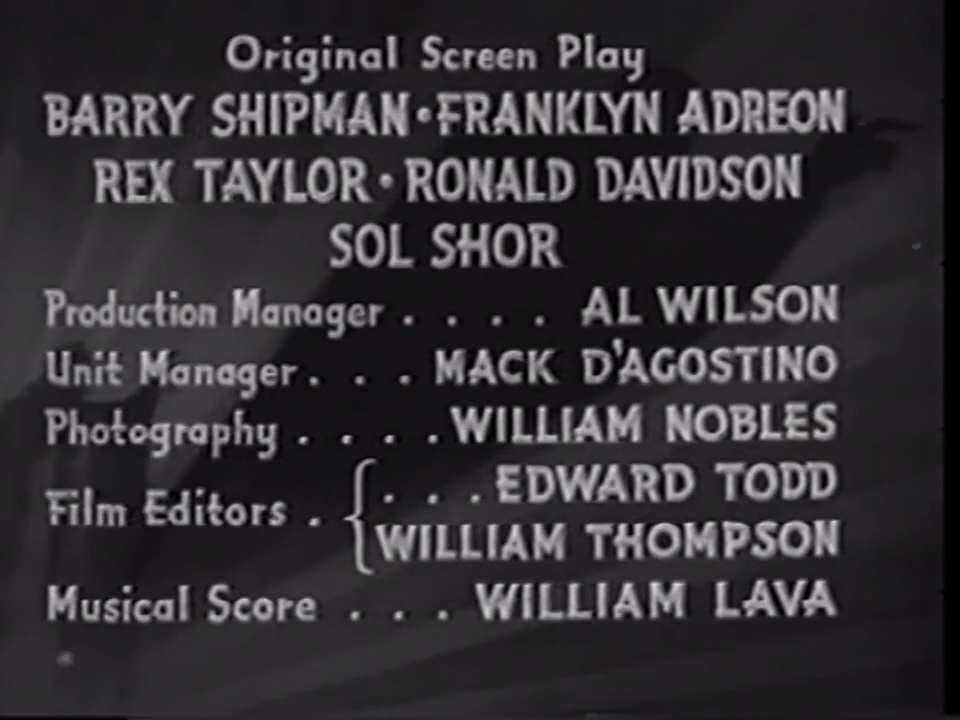 Original Screen Play
BARRY SHIPMAN • FRANKLYN ADREON
REX TAYLOR • RONALD DAVIDSON
SOL SHOR
Production Manager . . . . AL WILSON
Unit Manager . . . MACK D'AGOSTINO
Photography . . . . WILLIAM NOBLES
Film Editors . { . . . EDWARD TODD
WILLIAM THOMPSON
Musical Score . . . WILLIAM LAVA